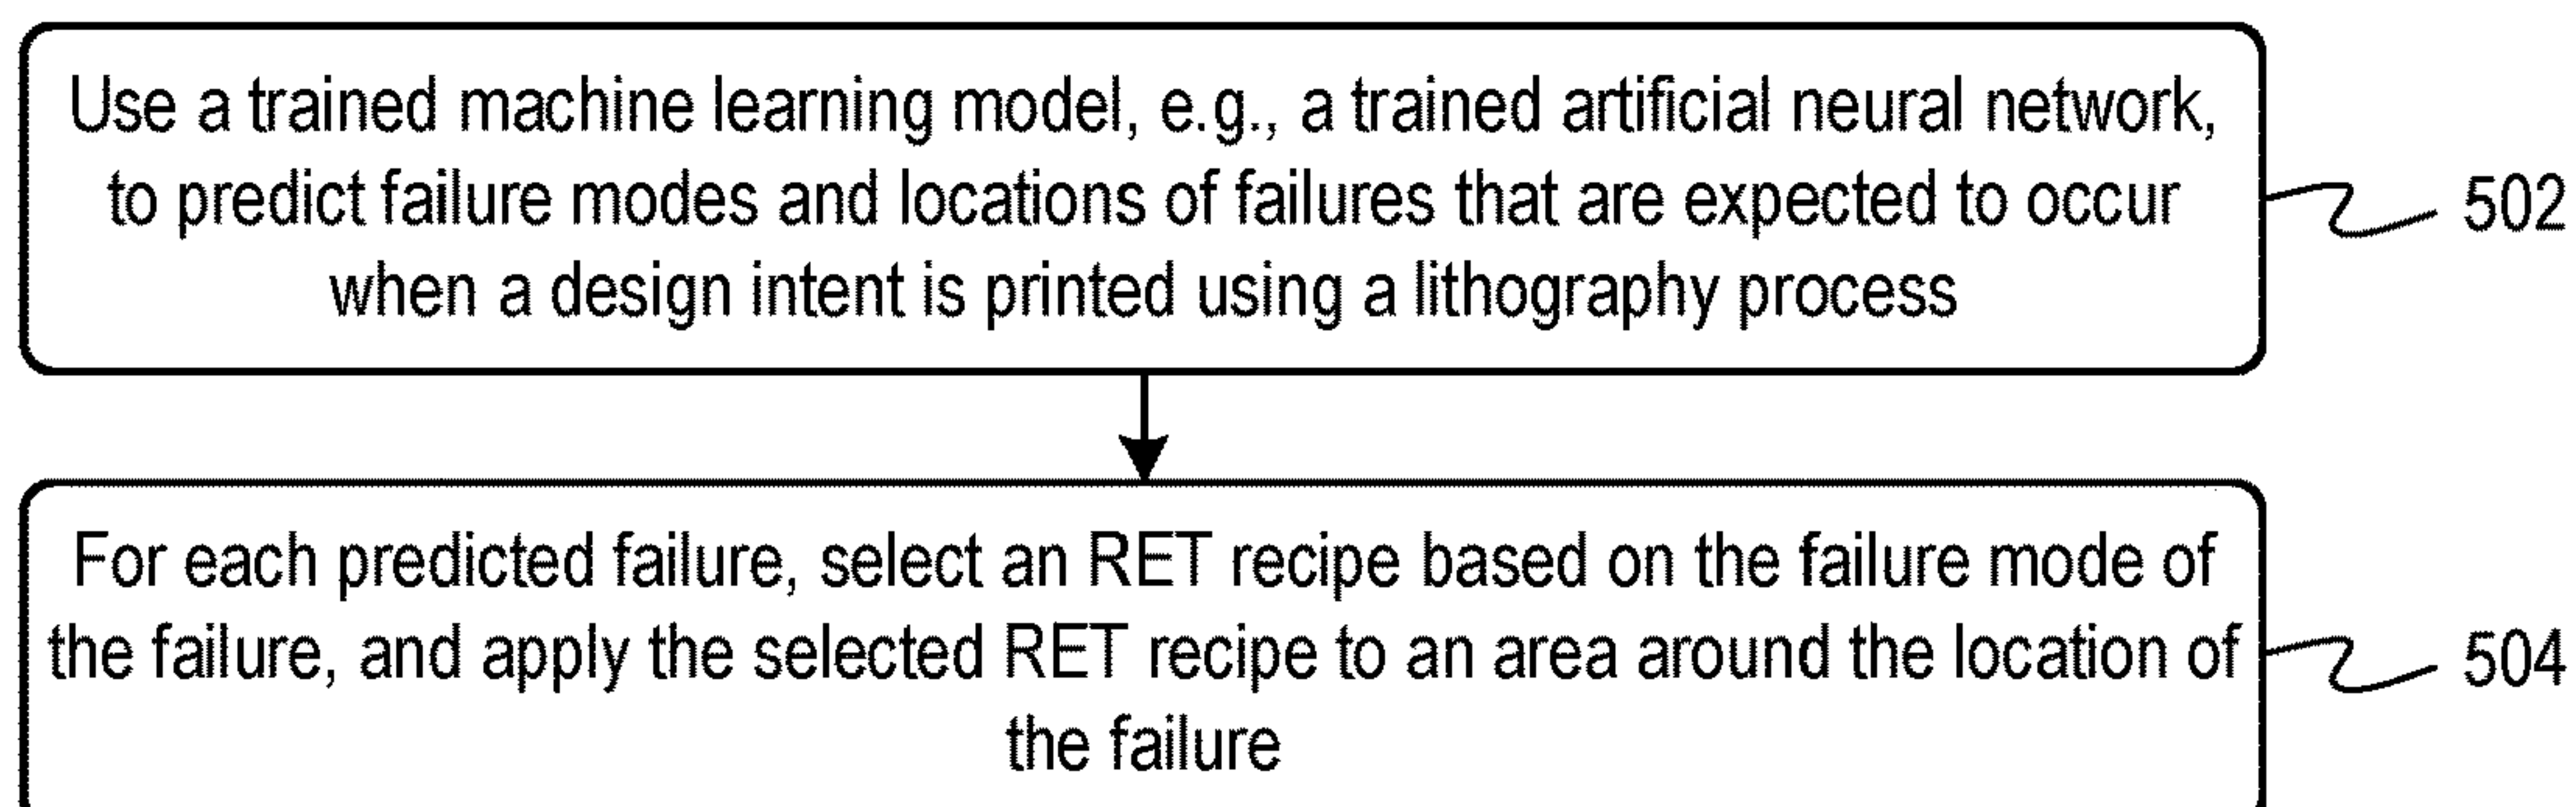 Use a trained machine learning model, e.g., a trained artificial neural network,
to predict failure modes and locations of failures that are expected to occur
when a design intent is printed using a lithography process
502
For each predicted failure, select an RET recipe based on the failure mode of
the failure, and apply the selected RET recipe to an area around the location of
the failure
504